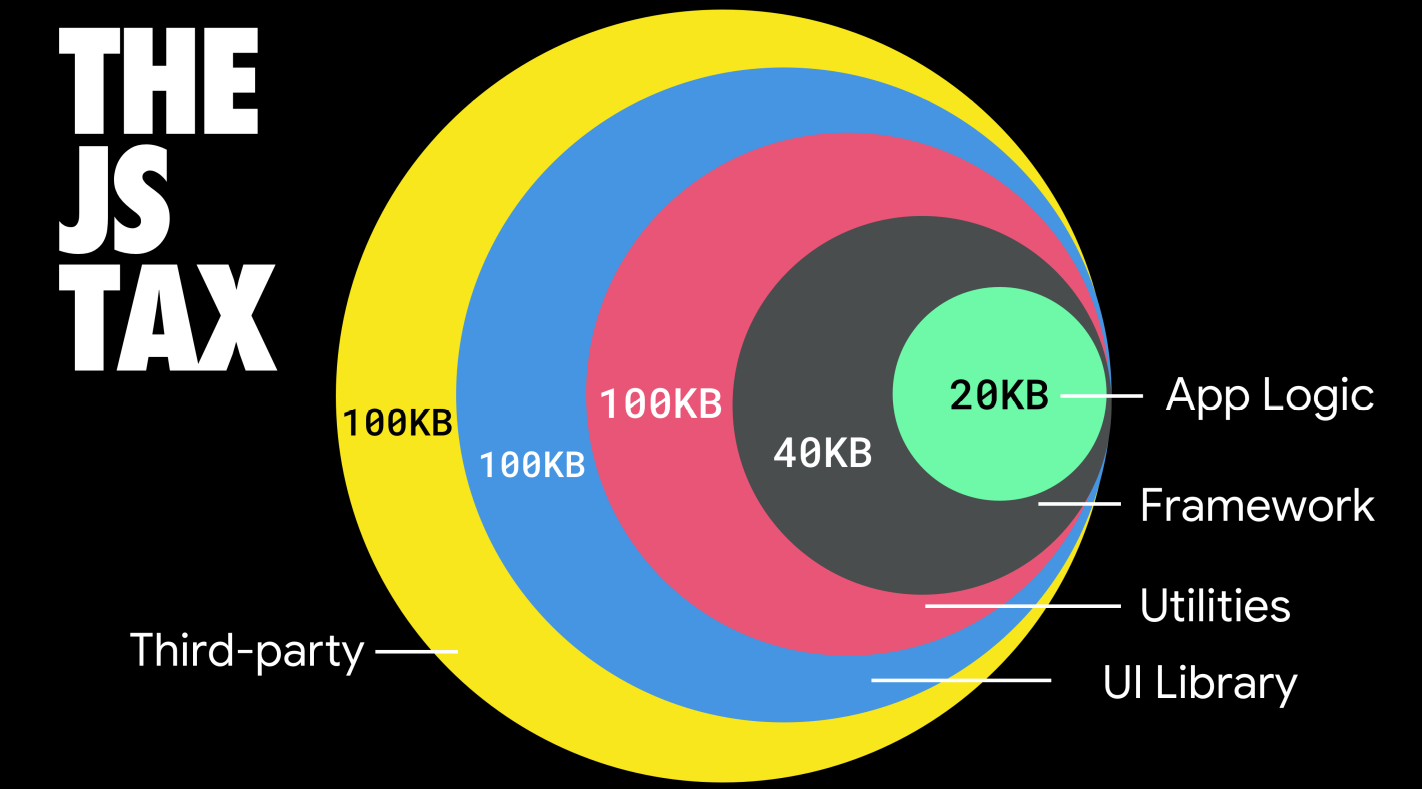 THE
JS
TAX
100KB
100KB
100KB
40KB
20KB
App Logic
Framework
Utilities
UI Library
Third-party